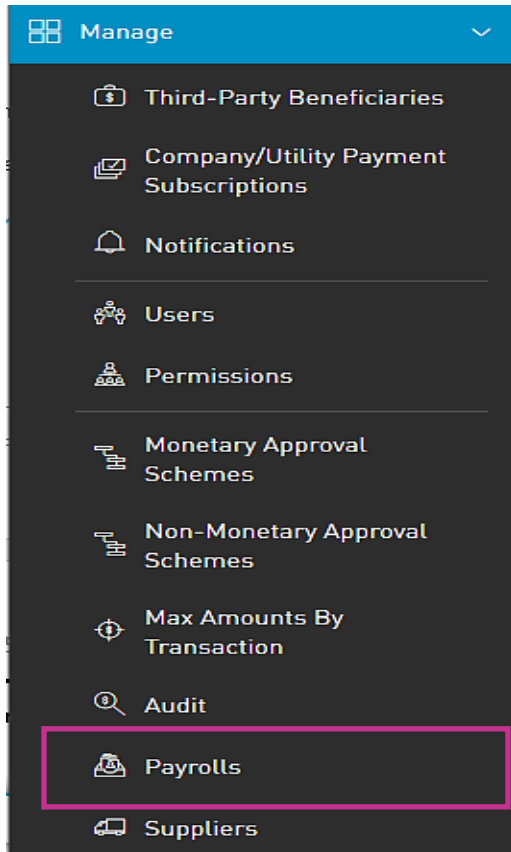 Manage
Third-Party Beneficiaries
Company/Utility Payment
Subscriptions
Notifications
Users
Permissions
Monetary Approval
Schemes
Non-Monetary Approval
Schemes
Max Amounts By
Transaction
Audit
Payrolls
Suppliers